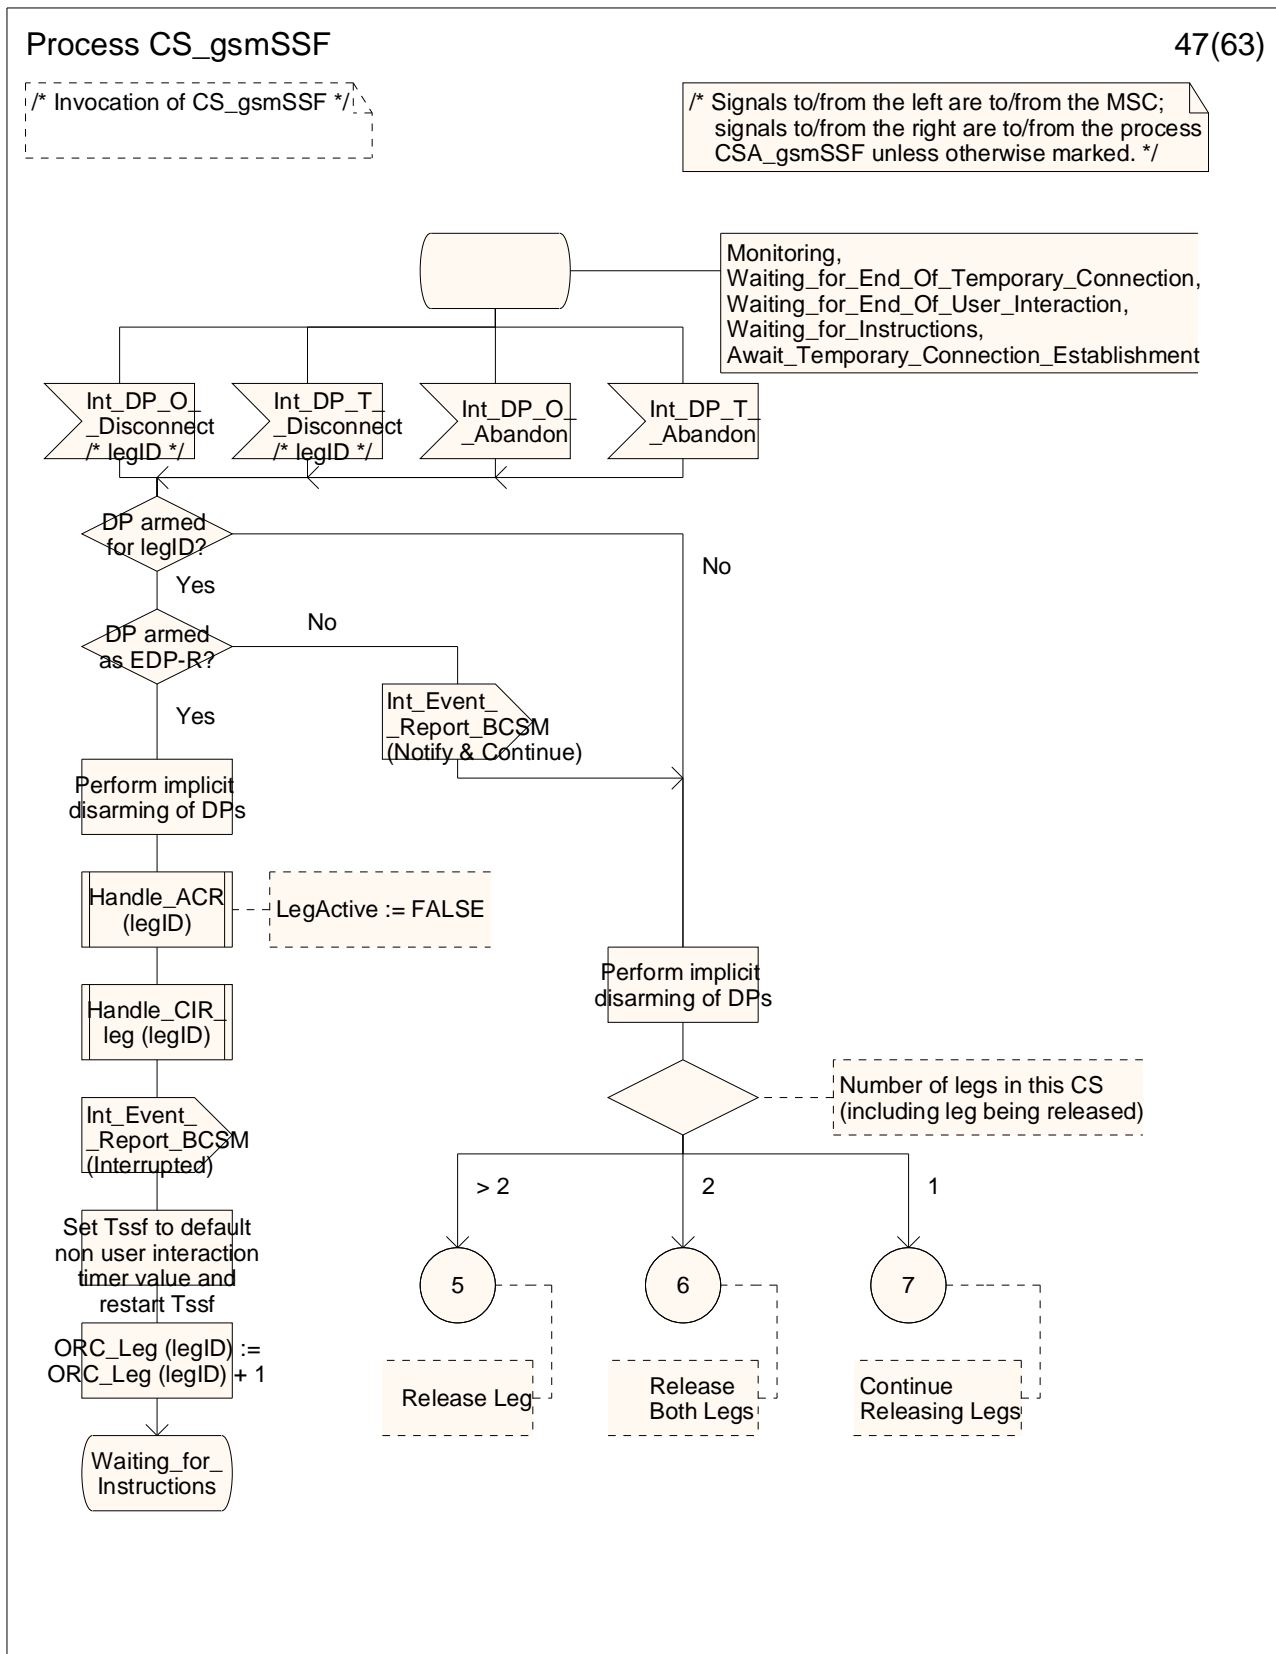 Process CS_gsmSSF
47(63)
/* Invocation of CS_gsmSSF */
/* Signals to/from the left are to/from the MSC;
signals to/from the right are to/from the process
CSA_gsmSSF unless otherwise marked. */
Monitoring,
Waiting_for_End_Of_Temporary_Connection,
Waiting_for_End_Of_User_Interaction,
Waiting_for_Instructions,
Await_Temporary_Connection_Establishment
Int_DP_O_
_Disconnect
/* legID */
Int_DP_T_
_Disconnect
/* legID */
Int_DP_O_
_Abandon
Int_DP_T_
_Abandon
DP armed
for legID?
No
Yes
DP armed
as EDP-R?
No
Yes
Int_Event_
_Report_BCSM
(Notify & Continue)
Perform implicit
disarming of DPs
Handle_ACR
(legID)
LegActive := FALSE
Perform implicit
disarming of DPs
Handle_CIR_
leg (legID)
Number of legs in this CS
(including leg being released)
Int_Event_
_Report_BCSM
(Interrupted)
> 2
2
1
Set Tssf to default
non user interaction
timer value and
restart Tssf
5
6
7
ORC_Leg (legID) :=
ORC_Leg (legID) + 1
Release Leg
Release
Both Legs
Continue
Releasing Legs
Waiting_for_
Instructions